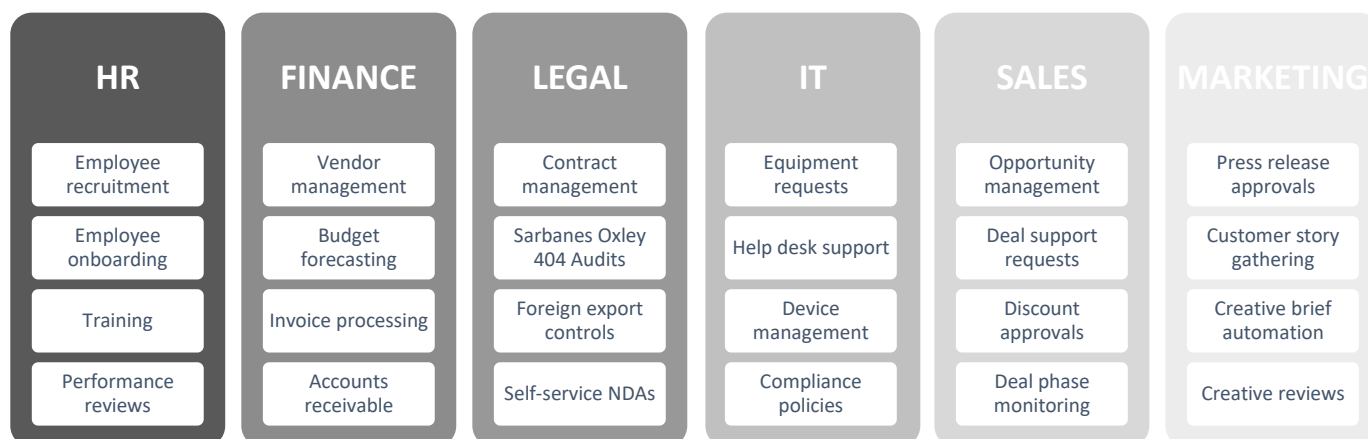 HR
Employee
recruitment
Employee
onboarding
Training
Performance
reviews
FINANCE
Vendor
management
Budget
forecasting
Invoice processing
Accounts
receivable
LEGAL
Contract
management
Sarbanes Oxley
404 Audits
Foreign export
controls
Self-service NDAs
IT
Equipment
requests
Help desk support
Device
management
Compliance
policies
SALES
Opportunity
management
Deal support
requests
Discount
approvals
Deal phase
monitoring
MARKETING
Press release
approvals
Customer story
gathering
Creative brief
automation
Creative reviews